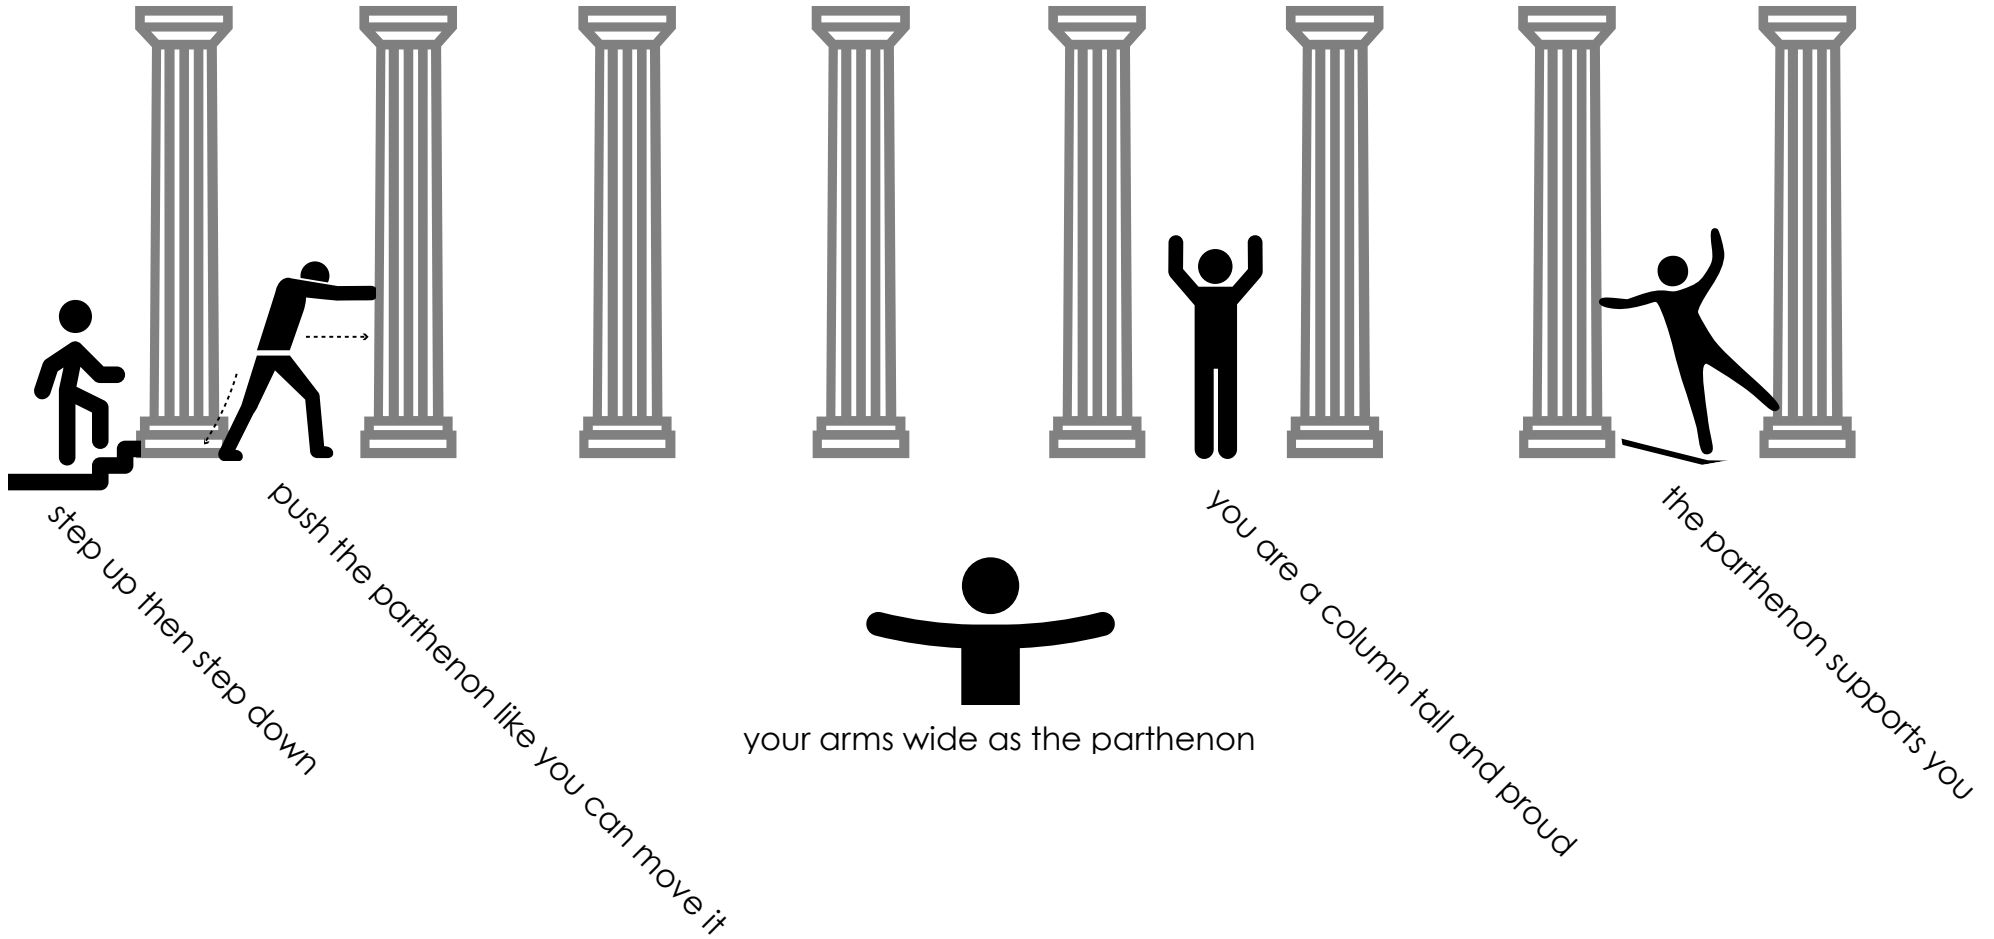 step up then step down
push the parthenon like you can move it
your arms wide as the parthenon
you are a column tall and proud
the parthenon supports you